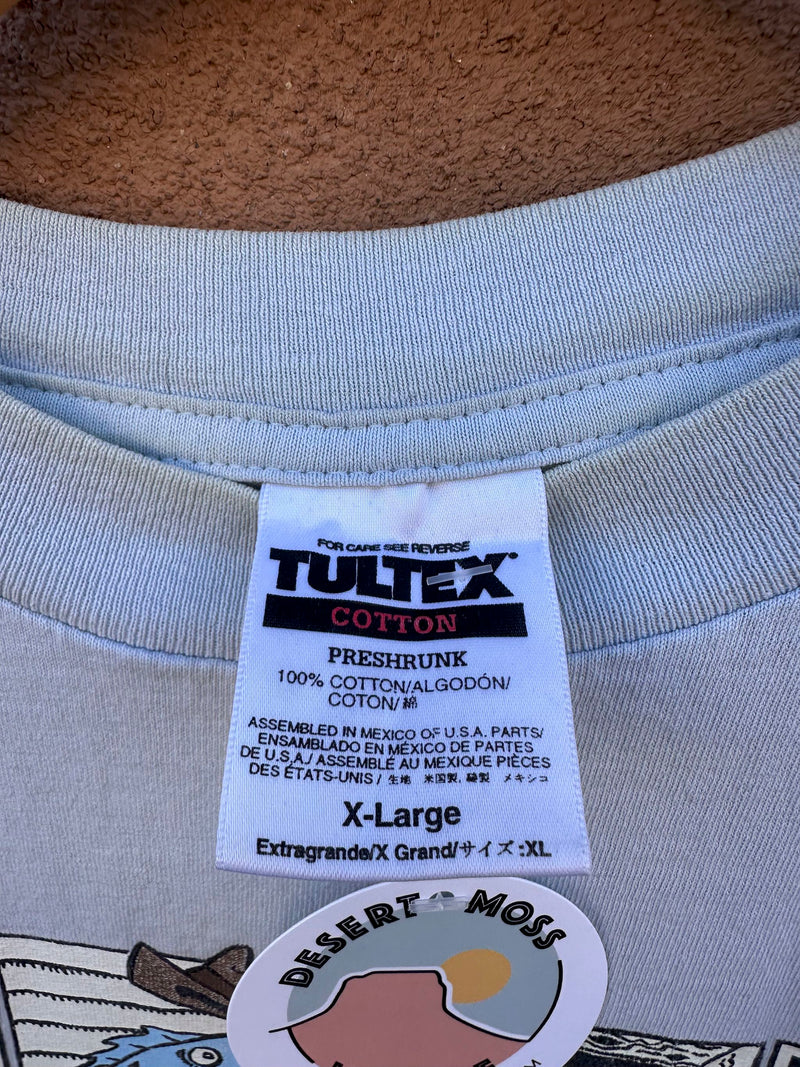 FOR CARE SEE REVERSE
TULTEX®
COTTON
PRESHRUNK
100% COTTON/ALGODÓN/
COTON/綿
ASSEMBLED IN MEXICO OF U.S.A. PARTS/
ENSAMBLADO EN MÉXICO DE PARTES
DE U.S.A./ASSEMBLÉ AU MEXIQUE PIÈCES
DES ÉTATS-UNIS/生地 米国製, 縫製 メキシコ
X-Large
Extragrande/X Grand/サイズ:XL
DESERT MOSS